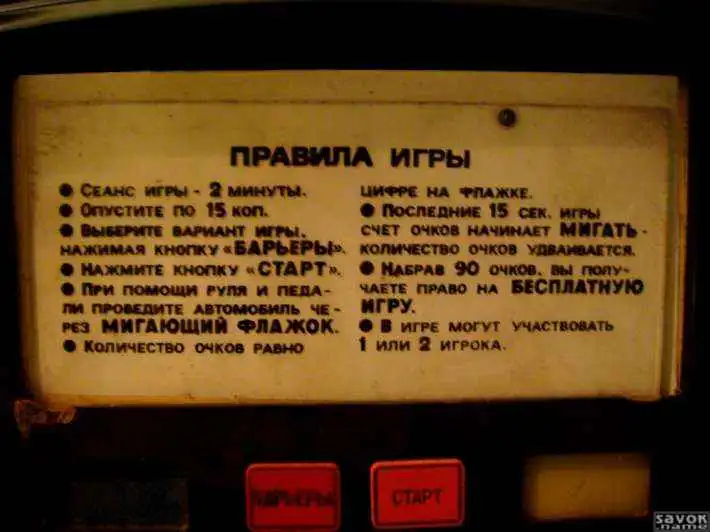 ПРАВИЛА ИГРЫ
● СЕАНС ИГРЫ - 2 МИНУТЫ.
● ОПУСТИТЕ ПО 15 КОП.
● ВЫБЕРИТЕ ВАРИАНТ ИГРЫ,
НАЖИМАЯ КНОПКУ «БАРЬЕРЫ».
● НАЖМИТЕ КНОПКУ «СТАРТ».
● ПРИ ПОМОЩИ РУЛЯ И ПЕДА-
ЛИ ПРОВЕДИТЕ АВТОМОБИЛЬ ЧЕ-
РЕЗ МИГАЮЩИЙ ФЛАЖОК.
● КОЛИЧЕСТВО ОЧКОВ РАВНО
ЦИФРЕ НА ФЛАЖКЕ.
● ПОСЛЕДНИЕ 15 СЕК. ИГРЫ
СЧЕТ ОЧКОВ НАЧИНАЕТ МИГАТЬ -
КОЛИЧЕСТВО ОЧКОВ УДВАИВАЕТСЯ.
● НАБРАВ 90 ОЧКОВ, ВЫ ПОЛУ-
ЧАЕТЕ ПРАВО НА БЕСПЛАТНУЮ
ИГРУ.
● В ИГРЕ МОГУТ УЧАСТВОВАТЬ
1 ИЛИ 2 ИГРОКА.
БАРЬЕРЫ
СТАРТ
savok
.name